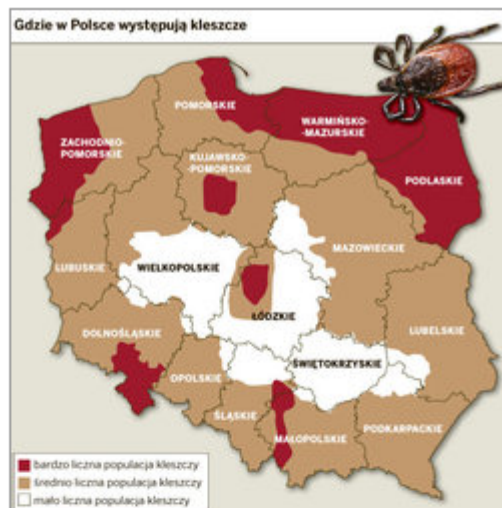 Gdzie w Polsce występują kleszcze
POMORSKIE
WARMIŃSKO-
-MAZURSKIE
ZACHODNIO-
POMORSKIE
KUJAWSKO-
-POMORSKIE
PODLASKIE
MAZOWIECKIE
LUBUSKIE
WIELKOPOLSKIE
ŁÓDZKIE
LUBELSKIE
DOLNOŚLĄSKIE
ŚWIĘTOKRZYSKIE
OPOLSKIE
ŚLĄSKIE
MAŁOPOLSKIE
PODKARPACKIE
bardzo liczna populacja kleszczy
średnio liczna populacja kleszczy
mało liczna populacja kleszczy